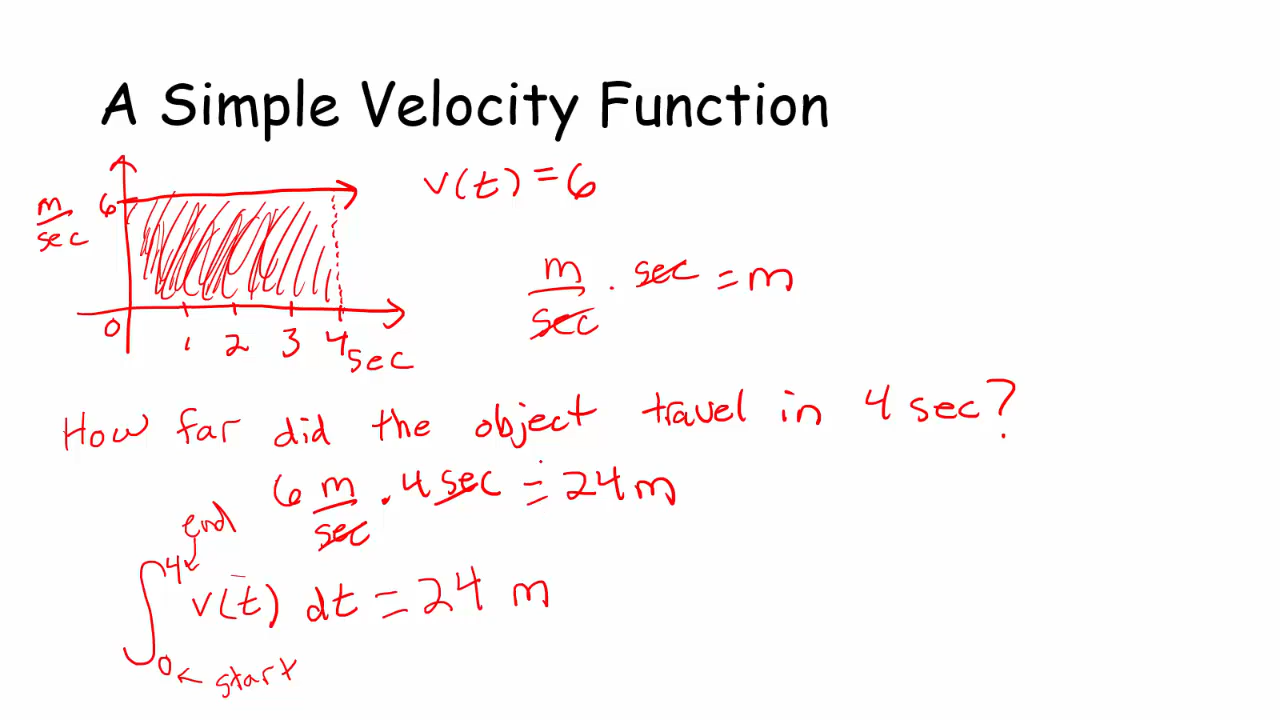 A Simple Velocity Function
v(t) = 6
m/sec
6
m/sec · sec = m
0 1 2 3 4 sec
How far did the object travel in 4 sec?
6 m/sec · 4 sec = 24 m
end
∫₀⁴ v(t) dt = 24 m
0 ← start